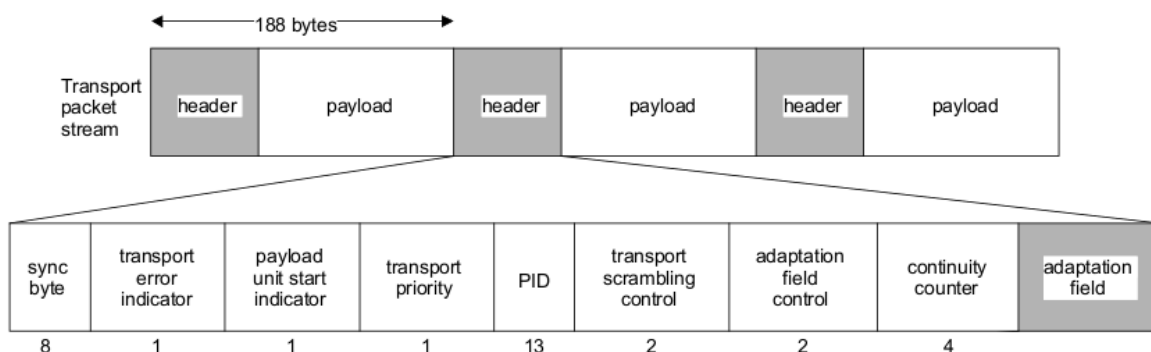 188 bytes
Transport
packet
stream
header
payload
header
payload
header
payload
sync
byte
transport
error
indicator
payload
unit start
indicator
transport
priority
PID
transport
scrambling
control
adaptation
field
control
continuity
counter
adaptation
field
8
1
1
1
13
2
2
4